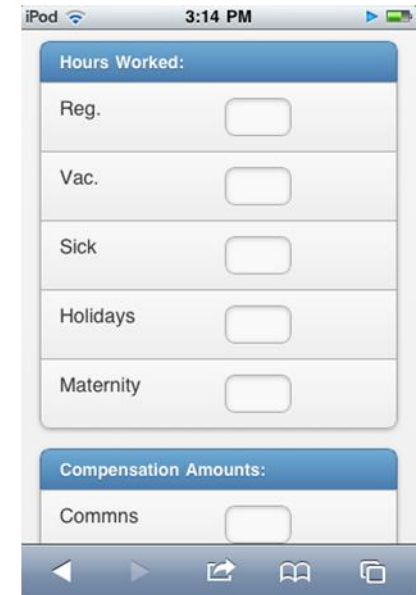 iPod 3:14 PM
Hours Worked:
Reg.
Vac.
Sick
Holidays
Maternity
Compensation Amounts:
Commns